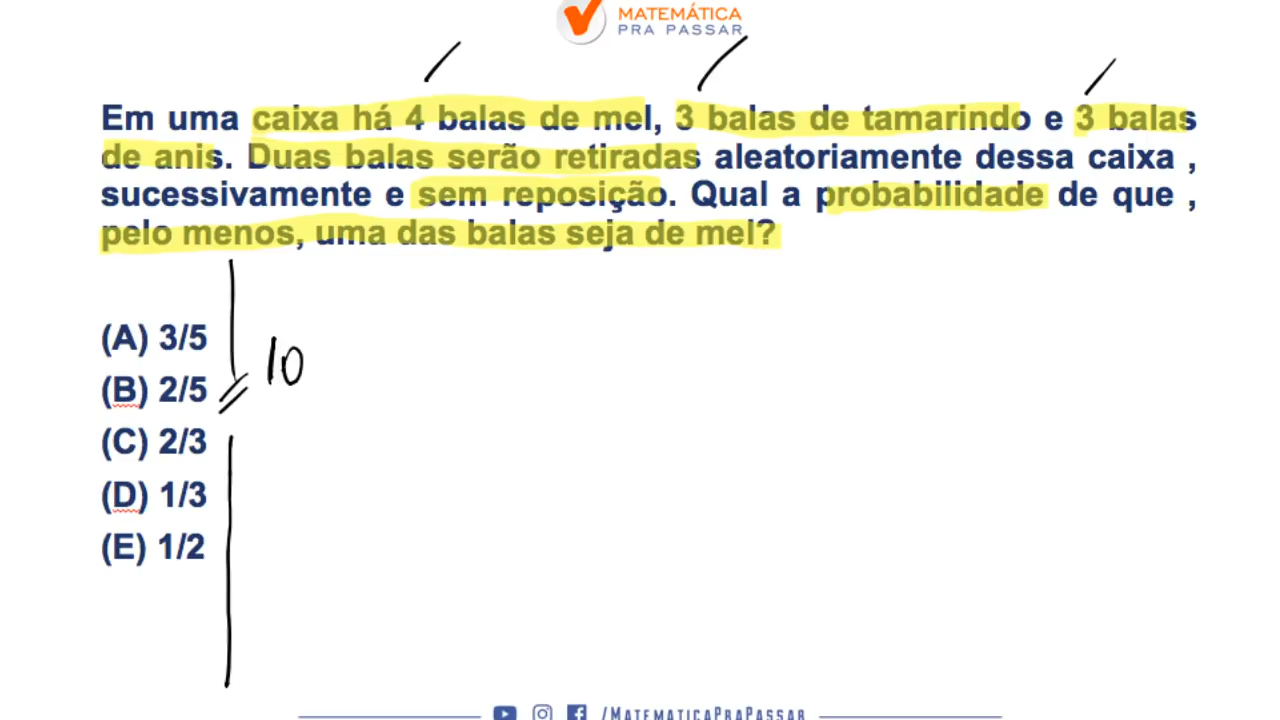 MATEMÁTICA
PRA PASSAR
Em uma caixa há 4 balas de mel, 3 balas de tamarindo e 3 balas
de anis. Duas balas serão retiradas aleatoriamente dessa caixa ,
sucessivamente e sem reposição. Qual a probabilidade de que ,
pelo menos, uma das balas seja de mel?
(A) 3/5
10
(B) 2/5
(C) 2/3
(D) 1/3
(E) 1/2
/MATEMATICAPRAPASSAR